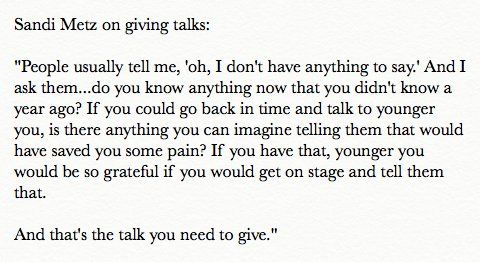 Sandi Metz on giving talks:
"People usually tell me, 'oh, I don't have anything to say.' And I
ask them...do you know anything now that you didn't know a
year ago? If you could go back in time and talk to younger
you, is there anything you can imagine telling them that would
have saved you some pain? If you have that, younger you
would be so grateful if you would get on stage and tell them
that.
And that's the talk you need to give."